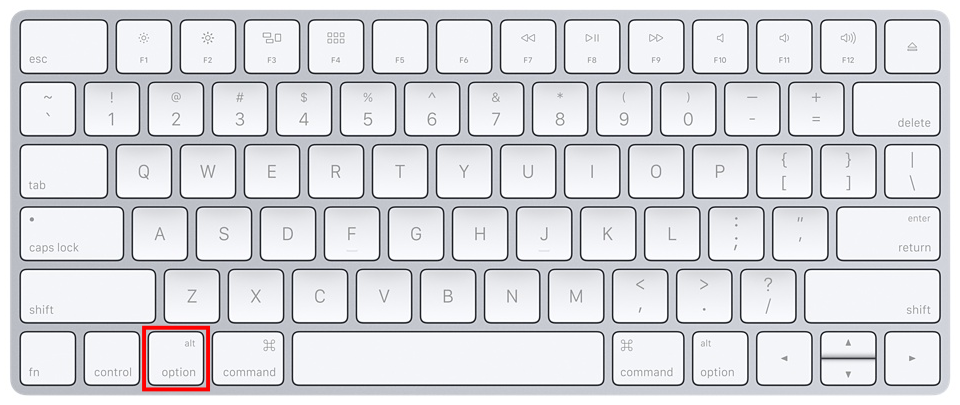 esc F1 F2 F3 F4 F5 F6 F7 F8 F9 F10 F11 F12
~ ! @ # $ % ^ & * ( ) — +
` 1 2 3 4 5 6 7 8 9 0 - = delete
tab Q W E R T Y U I O P { } |
[ ] \
caps lock A S D F G H J K L : " enter
; ' return
shift Z X C V B N M < > ? shift
, . /
alt ⌘ ⌘ alt
fn control option command command option